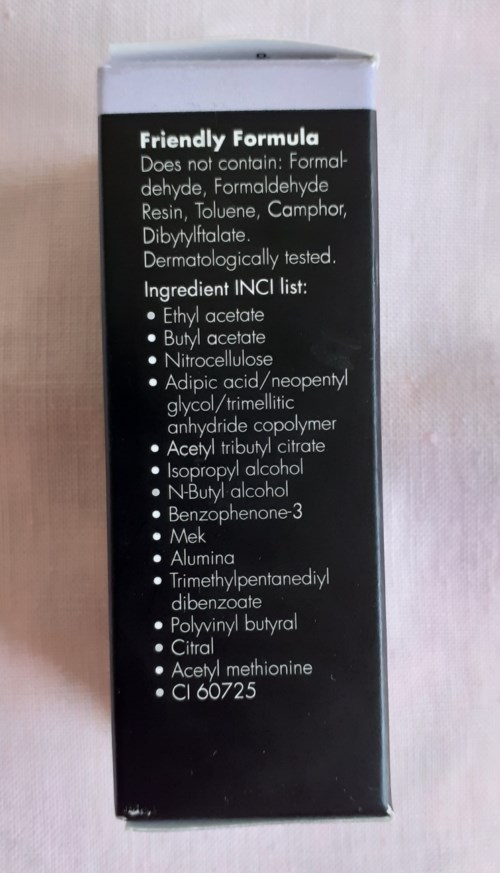 Friendly Formula
Does not contain: Formal-
dehyde, Formaldehyde
Resin, Toluene, Camphor,
Dibytylftalate.
Dermatologically tested.
Ingredient INCI list:
• Ethyl acetate
• Butyl acetate
• Nitrocellulose
• Adipic acid/neopentyl
glycol/trimellitic
anhydride copolymer
• Acetyl tributyl citrate
• Isopropyl alcohol
• N-Butyl alcohol
• Benzophenone-3
• Mek
• Alumina
• Trimethylpentanediyl
dibenzoate
• Polyvinyl butyral
• Citral
• Acetyl methionine
• CI 60725